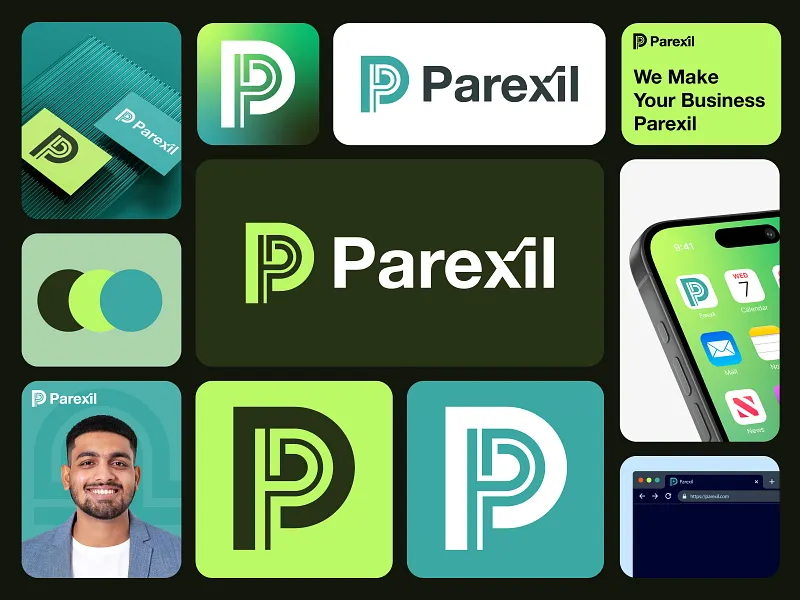 Parexil
Parexil
Parexil
We Make
Your Business
Parexil
Parexil
9:41
WED
7
Calendar
Mail
News
Parexil
Parexil
https://parexil.com